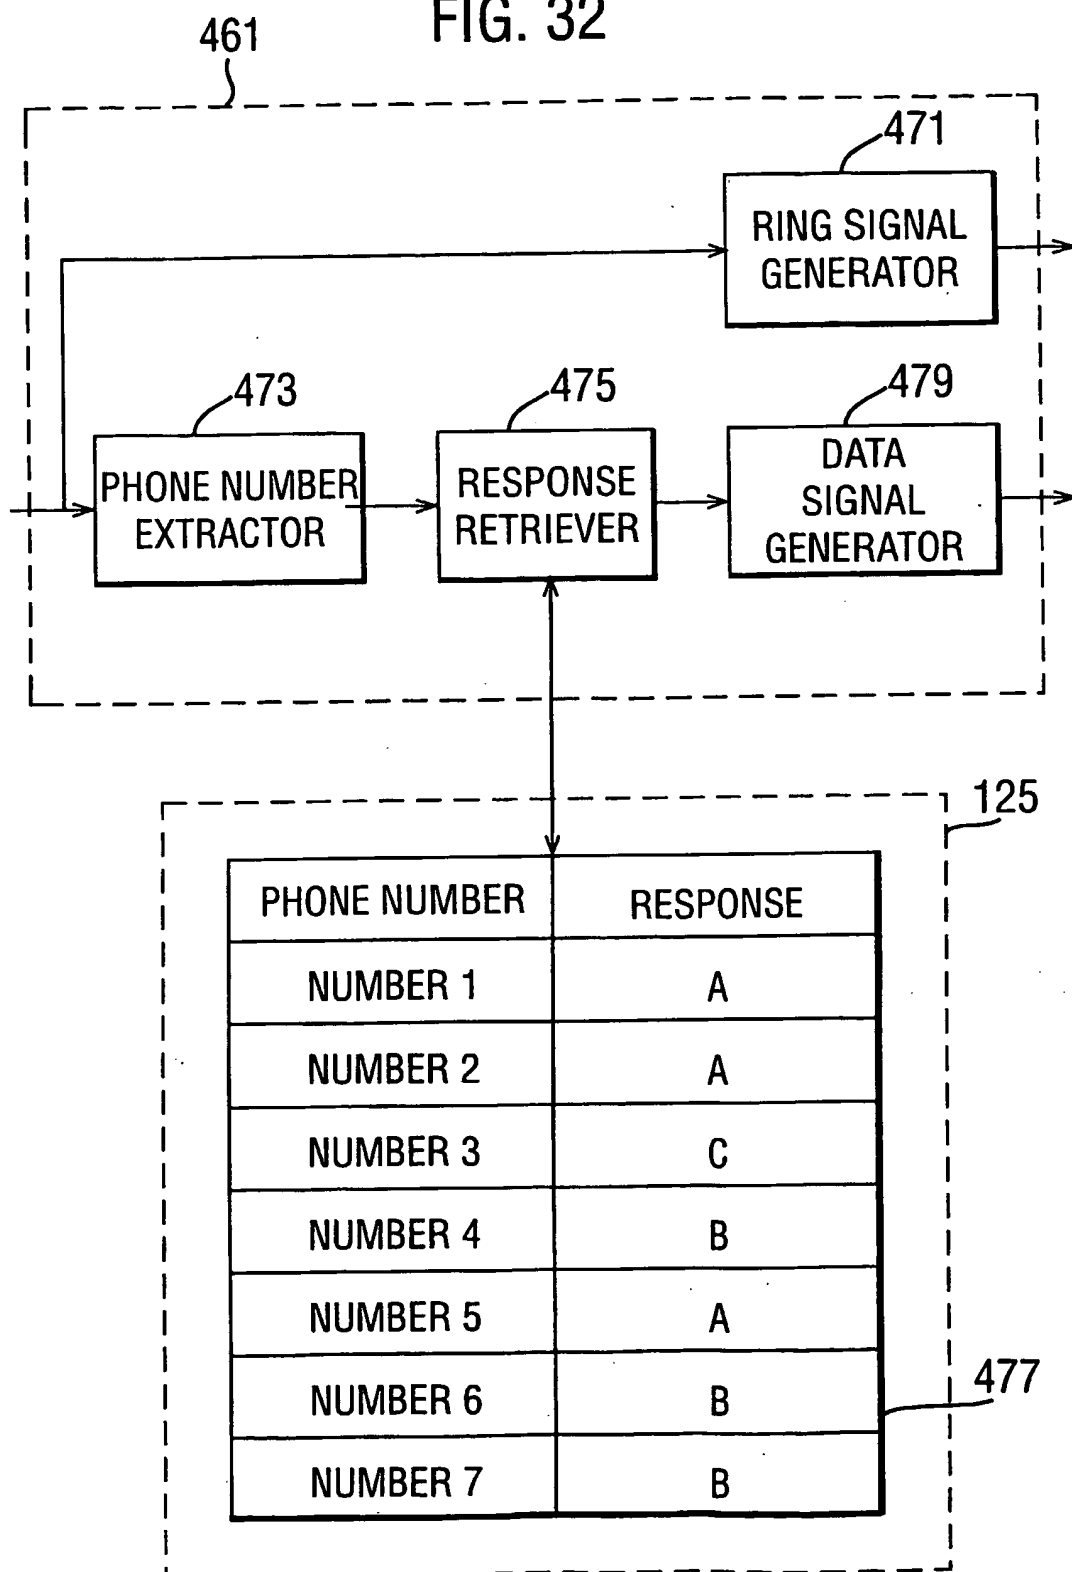 FIG. 32
461
471
RING SIGNAL
GENERATOR
473
475
479
PHONE NUMBER
EXTRACTOR
RESPONSE
RETRIEVER
DATA
SIGNAL
GENERATOR
125
PHONE NUMBER RESPONSE
NUMBER 1 A
NUMBER 2 A
NUMBER 3 C
NUMBER 4 B
NUMBER 5 A
NUMBER 6 B
477
NUMBER 7 B